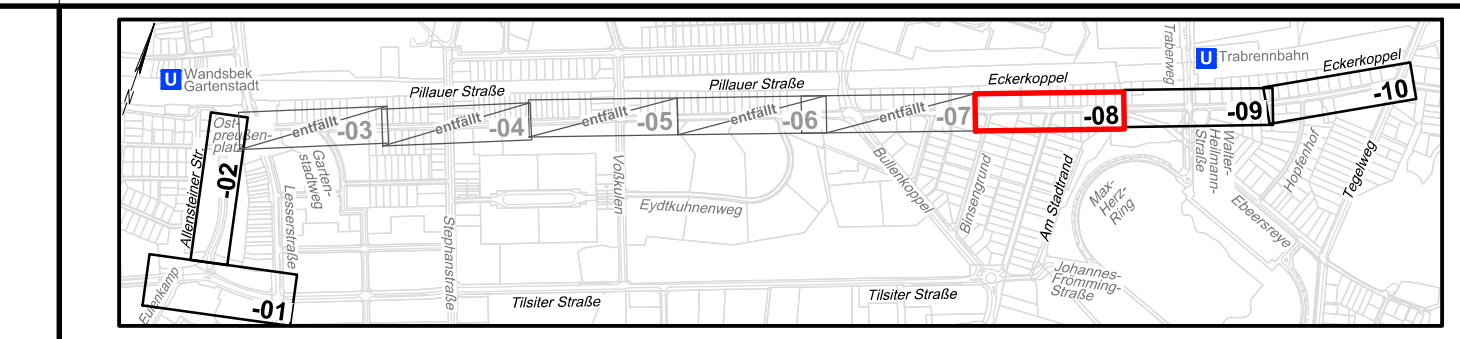 U Wandsbek
Gartenstadt
Pillauer Straße
Pillauer Straße
Eckerkoppel
Traberweg
U Trabrennbahn
Eckerkoppel
Ost-
preußen-
platz
entfällt -03
entfällt -04
entfällt -05
entfällt -06
entfällt -07
-08
-09
-10
Allensteiner Str.
-02
Lesserstraße
Garten-
stadtweg
Stephanstraße
Voßkulen
Eydtkuhnenweg
Bullenkoppel
Binsengrund
Am Stadtrand
Max-
Herz-
Ring
Walter-
Heilmann-
Straße
Ebeersreye
Hopfenhof
Tegelweg
Eulenkamp
-01
Tilsiter Straße
Tilsiter Straße
Johannes-
Frömming-
Straße